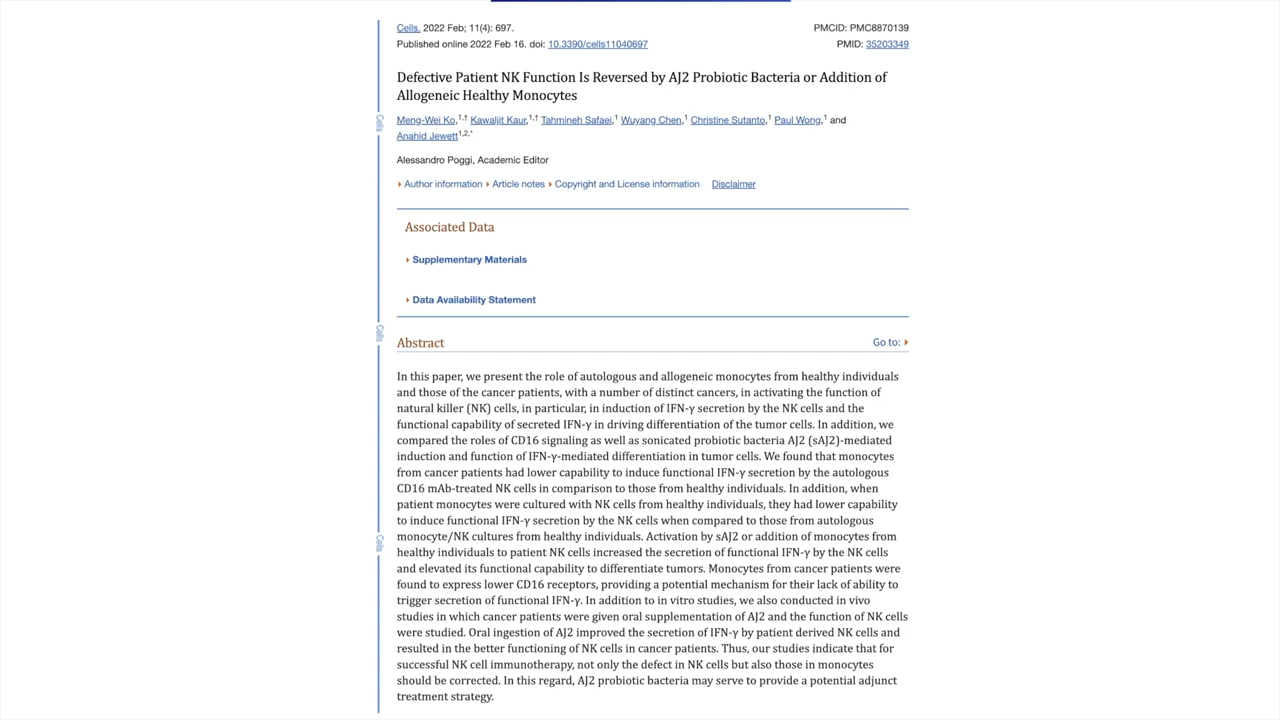 Cells. 2022 Feb; 11(4): 697.
PMCID: PMC8870139
Published online 2022 Feb 16. doi: 10.3390/cells11040697
PMID: 35203349
Defective Patient NK Function Is Reversed by AJ2 Probiotic Bacteria or Addition of
Allogeneic Healthy Monocytes
Meng-Wei Ko,1,† Kawaljit Kaur,1,† Tahmineh Safaei,1 Wuyang Chen,1 Christine Sutanto,1 Paul Wong,1 and
Anahid Jewett1,2,*
Alessandro Poggi, Academic Editor
Author information Article notes Copyright and License information Disclaimer
Associated Data
Supplementary Materials
Data Availability Statement
Abstract
Go to:
In this paper, we present the role of autologous and allogeneic monocytes from healthy individuals
and those of the cancer patients, with a number of distinct cancers, in activating the function of
natural killer (NK) cells, in particular, in induction of IFN-γ secretion by the NK cells and the
functional capability of secreted IFN-γ in driving differentiation of the tumor cells. In addition, we
compared the roles of CD16 signaling as well as sonicated probiotic bacteria AJ2 (sAJ2)-mediated
induction and function of IFN-γ-mediated differentiation in tumor cells. We found that monocytes
from cancer patients had lower capability to induce functional IFN-γ secretion by the autologous
CD16 mAb-treated NK cells in comparison to those from healthy individuals. In addition, when
patient monocytes were cultured with NK cells from healthy individuals, they had lower capability
to induce functional IFN-γ secretion by the NK cells when compared to those from autologous
monocyte/NK cultures from healthy individuals. Activation by sAJ2 or addition of monocytes from
healthy individuals to patient NK cells increased the secretion of functional IFN-γ by the NK cells
and elevated its functional capability to differentiate tumors. Monocytes from cancer patients were
found to express lower CD16 receptors, providing a potential mechanism for their lack of ability to
trigger secretion of functional IFN-γ. In addition to in vitro studies, we also conducted in vivo
studies in which cancer patients were given oral supplementation of AJ2 and the function of NK cells
were studied. Oral ingestion of AJ2 improved the secretion of IFN-γ by patient derived NK cells and
resulted in the better functioning of NK cells in cancer patients. Thus, our studies indicate that for
successful NK cell immunotherapy, not only the defect in NK cells but also those in monocytes
should be corrected. In this regard, AJ2 probiotic bacteria may serve to provide a potential adjunct
treatment strategy.
Cells
Cells
Cells